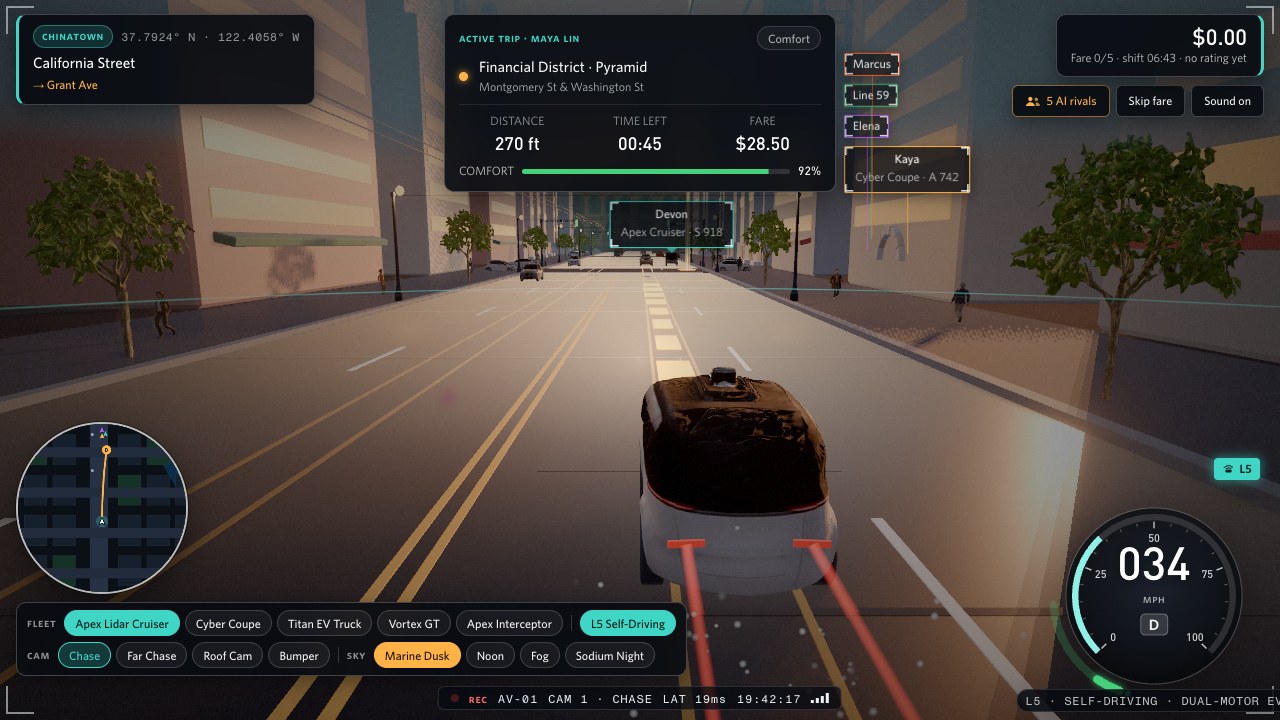 CHINATOWN 37.7924° N · 122.4058° W
California Street
→ Grant Ave
ACTIVE TRIP · MAYA LIN Comfort
Financial District · Pyramid
Montgomery St & Washington St
DISTANCE TIME LEFT FARE
270 ft 00:45 $28.50
COMFORT 92%
Marcus
Line 59
Elena
Kaya
Cyber Coupe · A 742
Devon
Apex Cruiser · S 918
$0.00
Fare 0/5 · shift 06:43 · no rating yet
5 AI rivals Skip fare Sound on
L5
50
034
25 75
MPH
D
0 100
FLEET Apex Lidar Cruiser Cyber Coupe Titan EV Truck Vortex GT Apex Interceptor L5 Self-Driving
CAM Chase Far Chase Roof Cam Bumper SKY Marine Dusk Noon Fog Sodium Night
REC AV-01 CAM 1 · CHASE LAT 19ms 19:42:17
L5 · SELF-DRIVING · DUAL-MOTOR